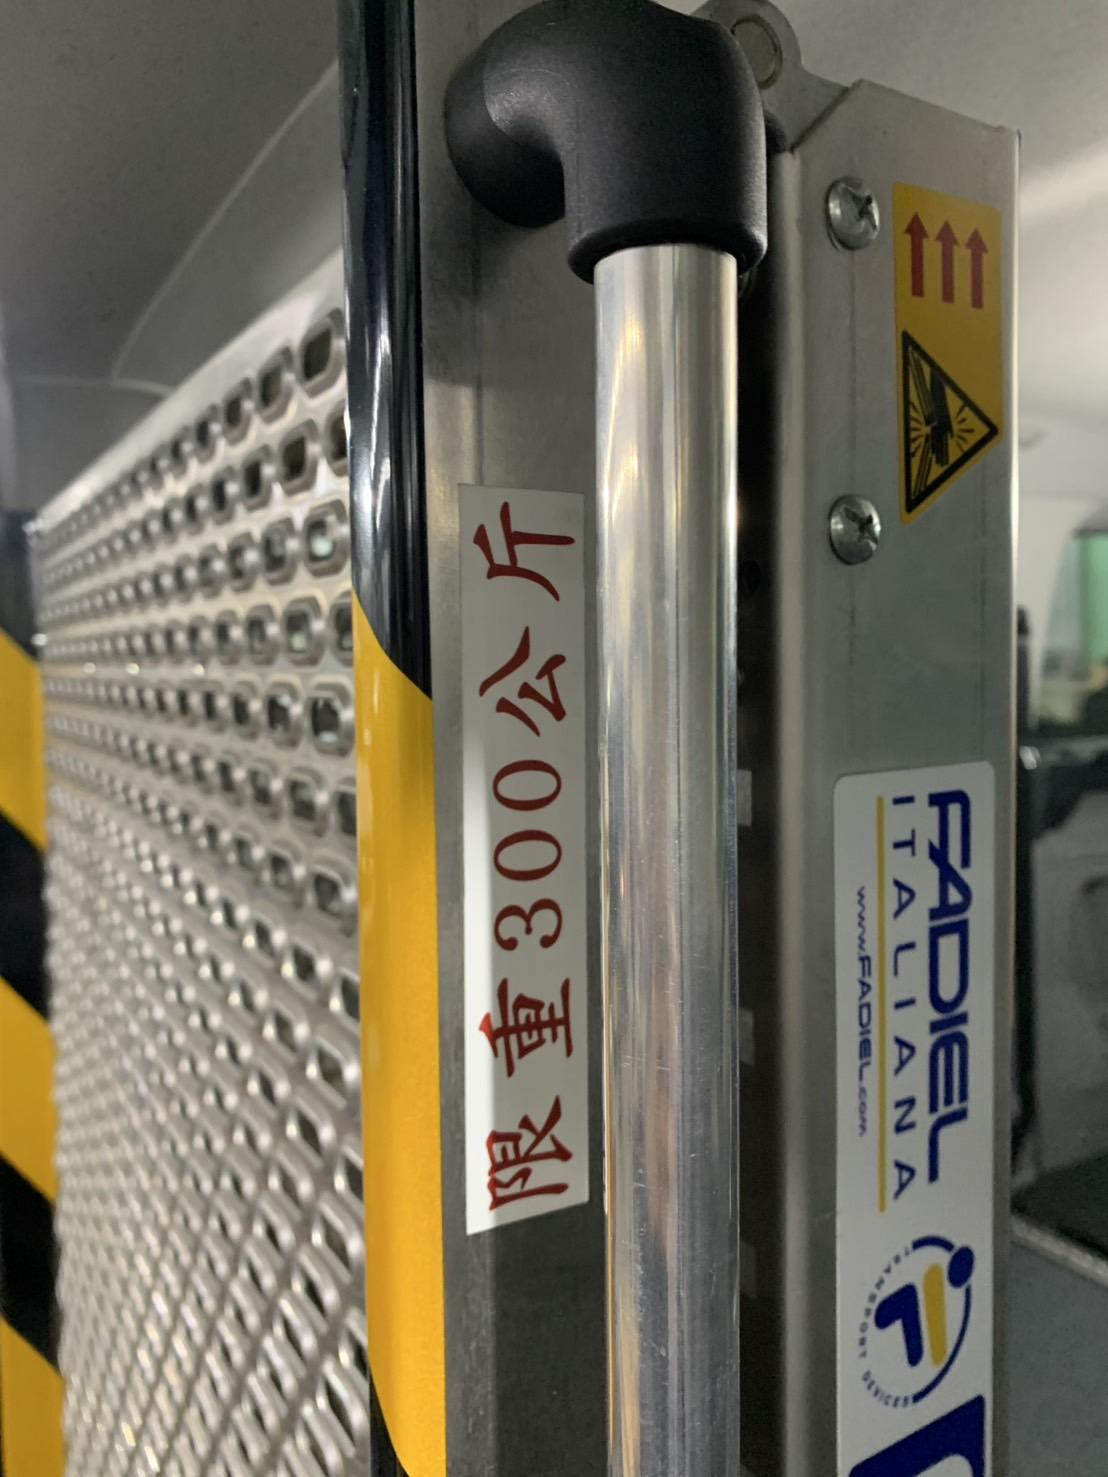 限重300公斤
FADIEL
ITALIANA
www.FADIEL.com
TRANSPORT DEVICES